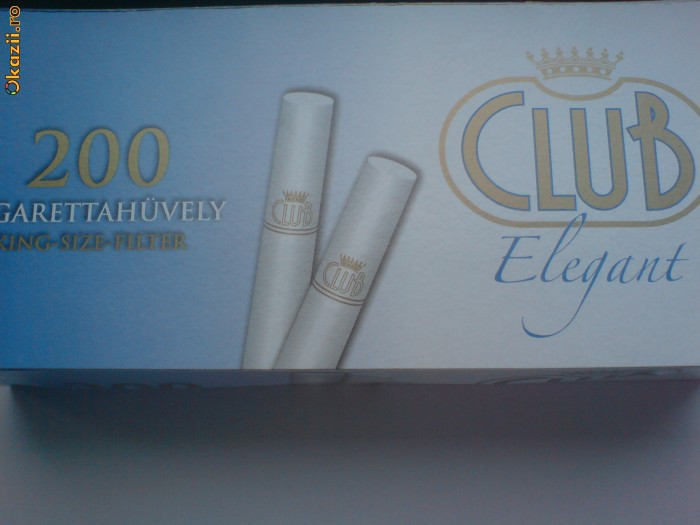 Okazii.ro
200
GARETTAHÜVELY
KING-SIZE-FILTER
CLUB
CLUB
CLUB
Elegant